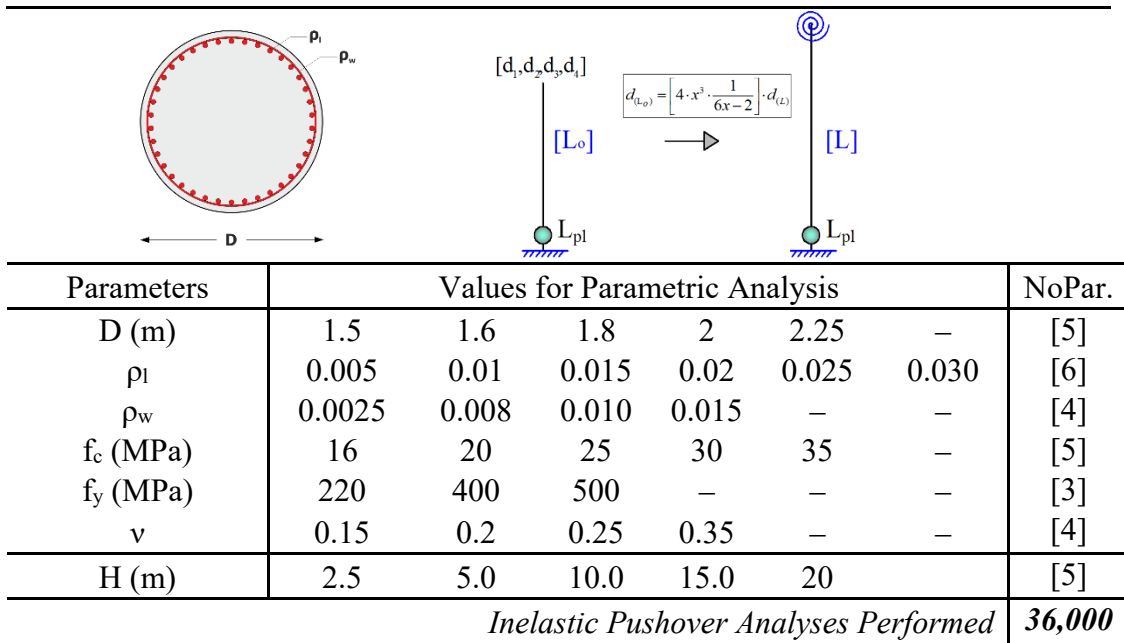 ρl
ρw
D
[d1,d2,d3,d4]
d(Lo) = [4·x³·1/(6x−2)]·d(L)
[Lo]
[L]
Lpl
Lpl
Parameters Values for Parametric Analysis NoPar.
D (m) 1.5 1.6 1.8 2 2.25 – [5]
ρl 0.005 0.01 0.015 0.02 0.025 0.030 [6]
ρw 0.0025 0.008 0.010 0.015 – – [4]
fc (MPa) 16 20 25 30 35 – [5]
fy (MPa) 220 400 500 – – – [3]
ν 0.15 0.2 0.25 0.35 – – [4]
H (m) 2.5 5.0 10.0 15.0 20 [5]
Inelastic Pushover Analyses Performed 36,000